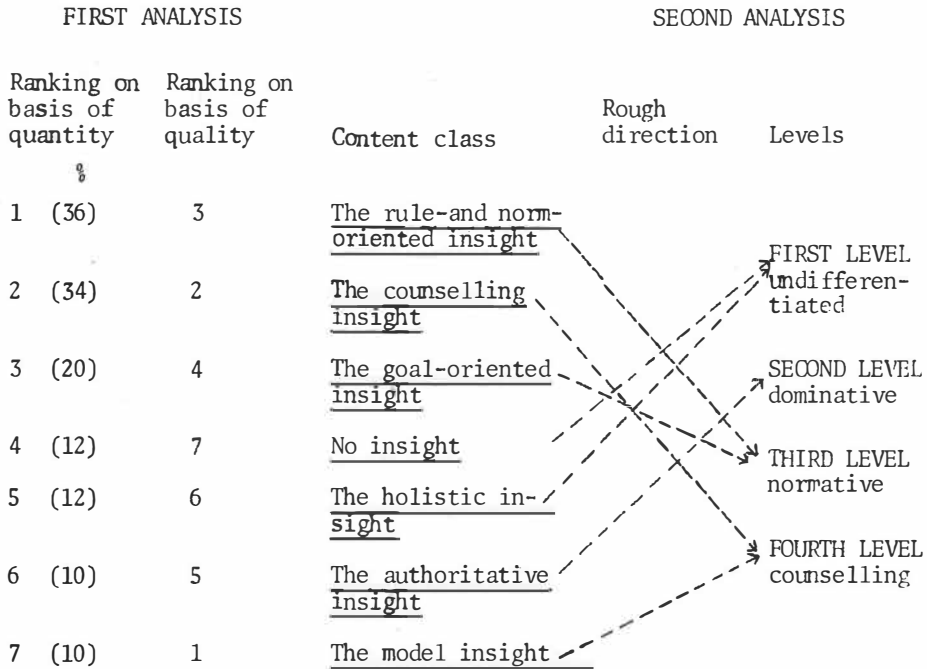 FIRST ANALYSIS SECOND ANALYSIS
Ranking on Ranking on
basis of basis of Rough
quantity quality Content class direction Levels
%
1 (36) 3 The rule-and norm-
oriented insight
FIRST LEVEL
undifferen-
tiated
2 (34) 2 The counselling
insight
3 (20) 4 The goal-oriented
insight
SECOND LEVEL
dominative
4 (12) 7 No insight
THIRD LEVEL
normative
5 (12) 6 The holistic in-
sight
FOURTH LEVEL
counselling
6 (10) 5 The authoritative
insight
7 (10) 1 The model insight